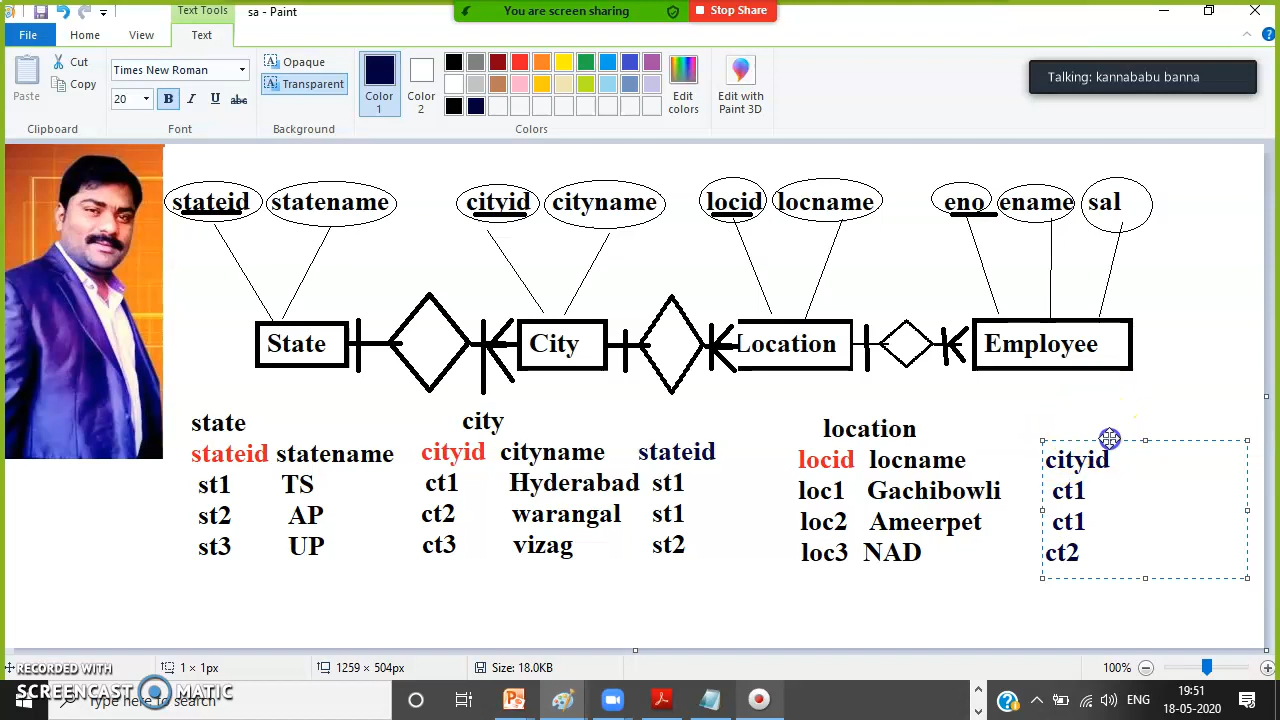 Text Tools
sa - Paint
You are screen sharing
Stop Share
File
Home
View
Text
Paste
Cut
Copy
Clipboard
Times New Roman
20
B I U abc
Font
Opaque
Transparent
Background
Color 1
Color 2
Colors
Edit colors
Edit with Paint 3D
Talking: kannababu banna
stateid statename cityid cityname locid locname eno ename sal
State City Location Employee
state
stateid statename
st1 TS
st2 AP
st3 UP
city
cityid cityname stateid
ct1 Hyderabad st1
ct2 warangal st1
ct3 vizag st2
location
locid locname cityid
loc1 Gachibowli ct1
loc2 Ameerpet ct1
loc3 NAD ct2
1 × 1px
1259 × 504px
Size: 18.0KB
100%
RECORDED WITH
SCREENCAST MATIC
Type here to search
ENG
19:51
18-05-2020